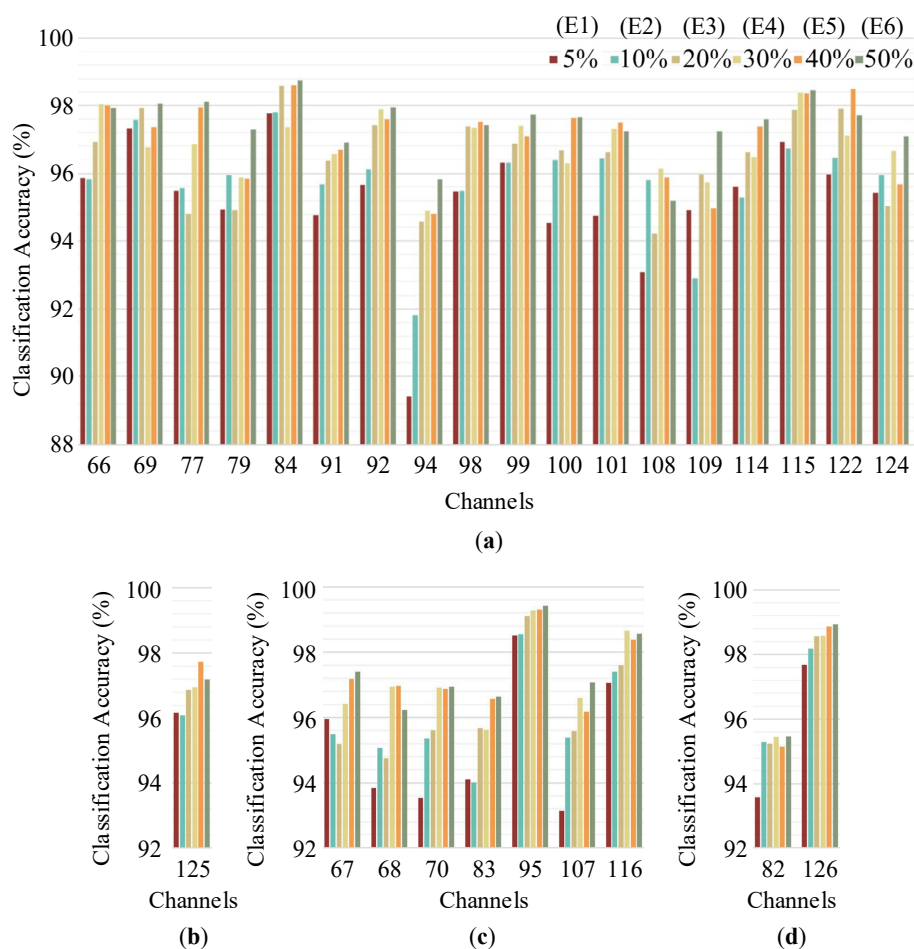 (E1) (E2) (E3) (E4) (E5) (E6)
5% 10% 20% 30% 40% 50%
Classification Accuracy (%)
100
98
96
94
92
90
88
66 69 77 79 84 91 92 94 98 99 100 101 108 109 114 115 122 124
Channels
(a)
Classification Accuracy (%)
100
98
96
94
92
125
Channels
(b)
Classification Accuracy (%)
100
98
96
94
92
67 68 70 83 95 107 116
Channels
(c)
Classification Accuracy (%)
100
98
96
94
92
82 126
Channels
(d)